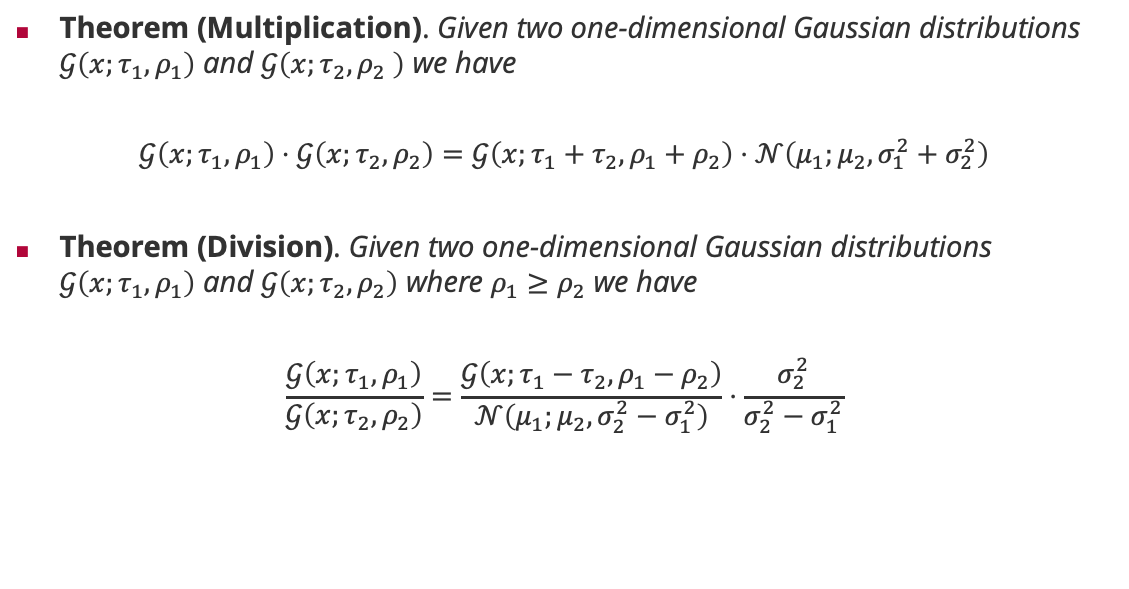 ▪ Theorem (Multiplication). Given two one-dimensional Gaussian distributions
𝒢(x; τ₁, ρ₁) and 𝒢(x; τ₂, ρ₂ ) we have
𝒢(x; τ₁, ρ₁) · 𝒢(x; τ₂, ρ₂) = 𝒢(x; τ₁ + τ₂, ρ₁ + ρ₂) · 𝒩(μ₁; μ₂, σ₁² + σ₂²)
▪ Theorem (Division). Given two one-dimensional Gaussian distributions
𝒢(x; τ₁, ρ₁) and 𝒢(x; τ₂, ρ₂) where ρ₁ ≥ ρ₂ we have
𝒢(x; τ₁, ρ₁) / 𝒢(x; τ₂, ρ₂) = 𝒢(x; τ₁ − τ₂, ρ₁ − ρ₂) / 𝒩(μ₁; μ₂, σ₂² − σ₁²) · σ₂² / (σ₂² − σ₁²)